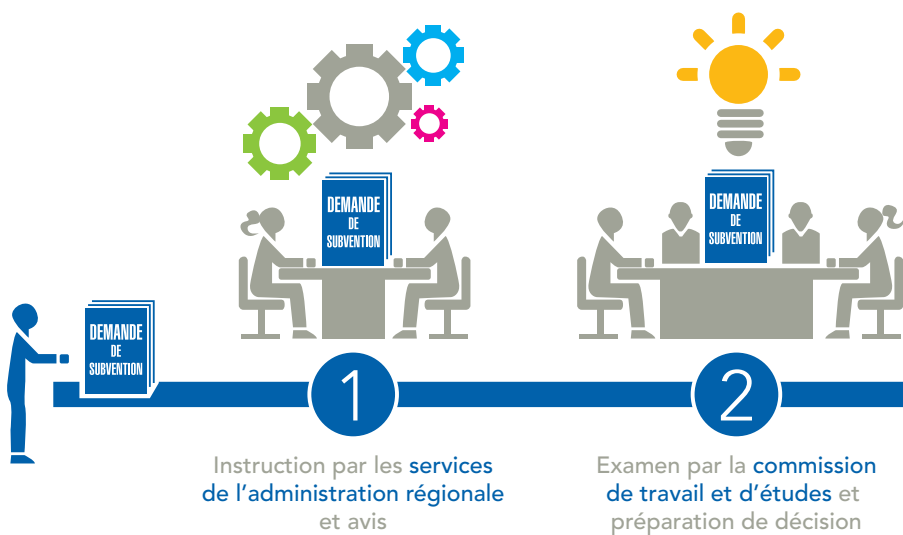 DEMANDE
DE
SUBVENTION
DEMANDE
DE
SUBVENTION
DEMANDE
DE
SUBVENTION
1
Instruction par les services
de l’administration régionale
et avis
2
Examen par la commission
de travail et d’études et
préparation de décision